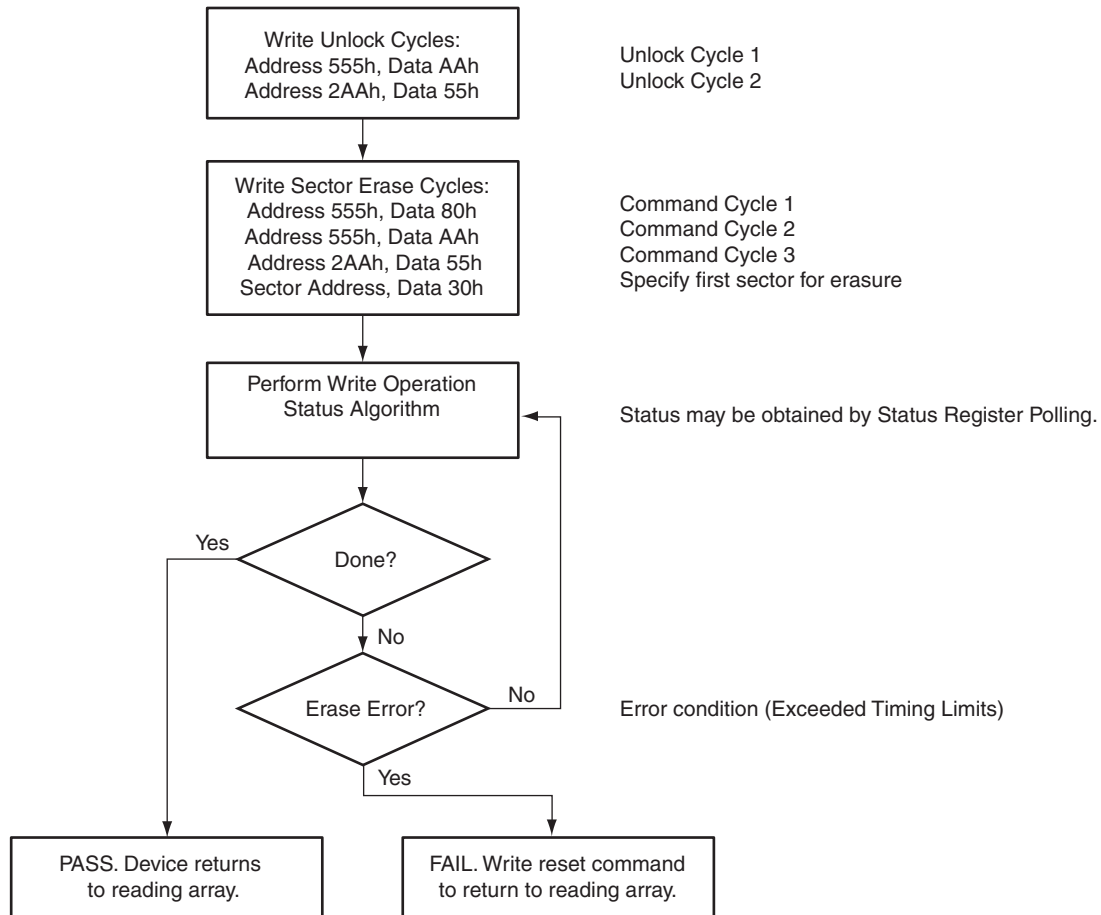 Write Unlock Cycles:
Address 555h, Data AAh
Address 2AAh, Data 55h
Unlock Cycle 1
Unlock Cycle 2
Write Sector Erase Cycles:
Address 555h, Data 80h
Address 555h, Data AAh
Address 2AAh, Data 55h
Sector Address, Data 30h
Command Cycle 1
Command Cycle 2
Command Cycle 3
Specify first sector for erasure
Perform Write Operation
Status Algorithm
Status may be obtained by Status Register Polling.
Yes
Done?
No
Erase Error?
No
Error condition (Exceeded Timing Limits)
Yes
PASS. Device returns
to reading array.
FAIL. Write reset command
to return to reading array.